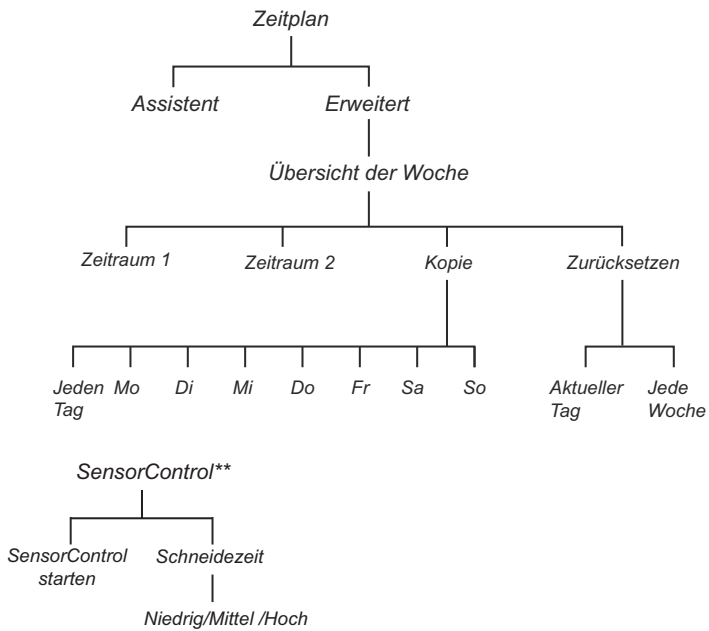 Zeitplan
Assistent Erweitert
Übersicht der Woche
Zeitraum 1 Zeitraum 2 Kopie Zurücksetzen
Jeden Mo Di Mi Do Fr Sa So Aktueller Jede
Tag Tag Woche
SensorControl**
SensorControl Schneidezeit
starten
Niedrig/Mittel /Hoch